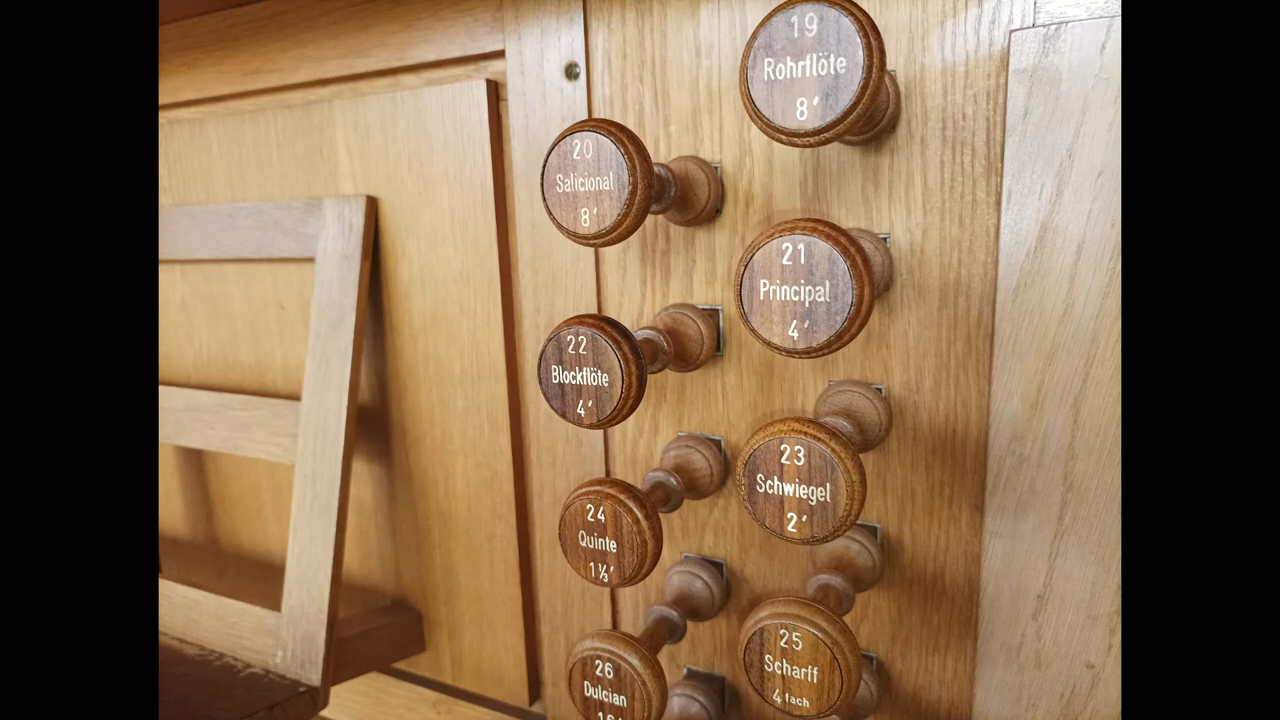 19
Rohrflöte
8′
20
Salicional
8′
21
Principal
4′
22
Blockflöte
4′
23
Schwiegel
2′
24
Quinte
1⅓′
25
Scharff
4 fach
26
Dulcian
16′